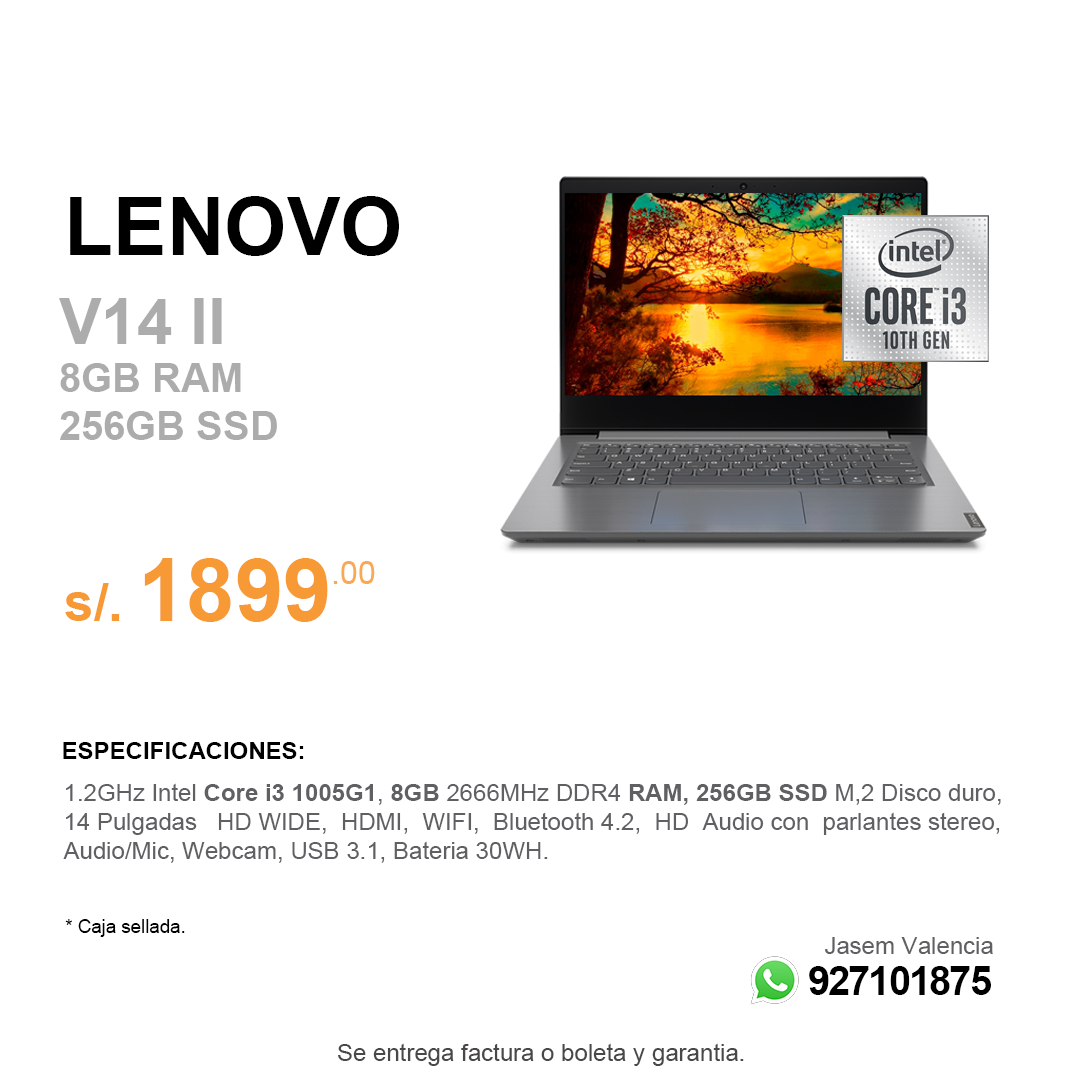 LENOVO
V14 II
8GB RAM
256GB SSD
intel
CORE i3
10TH GEN
s/. 1899.00
ESPECIFICACIONES:
1.2GHz Intel Core i3 1005G1, 8GB 2666MHz DDR4 RAM, 256GB SSD M,2 Disco duro,
14 Pulgadas HD WIDE, HDMI, WIFI, Bluetooth 4.2, HD Audio con parlantes stereo,
Audio/Mic, Webcam, USB 3.1, Bateria 30WH.
* Caja sellada.
Jasem Valencia
927101875
Se entrega factura o boleta y garantia.